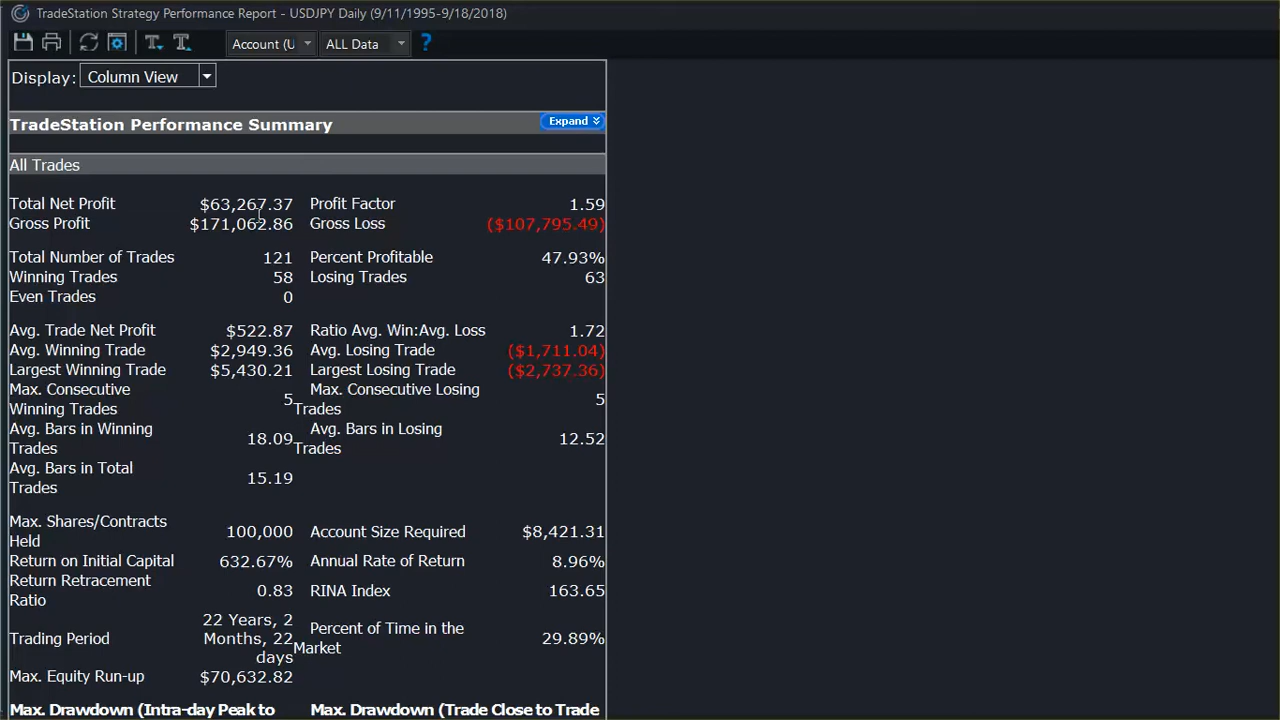 TradeStation Strategy Performance Report - USDJPY Daily (9/11/1995-9/18/2018)
Account (U ALL Data ?
Display: Column View
TradeStation Performance Summary Expand
All Trades
Total Net Profit $63,267.37 Profit Factor 1.59
Gross Profit $171,062.86 Gross Loss ($107,795.49)
Total Number of Trades 121 Percent Profitable 47.93%
Winning Trades 58 Losing Trades 63
Even Trades 0
Avg. Trade Net Profit $522.87 Ratio Avg. Win:Avg. Loss 1.72
Avg. Winning Trade $2,949.36 Avg. Losing Trade ($1,711.04)
Largest Winning Trade $5,430.21 Largest Losing Trade ($2,737.36)
Max. Consecutive
Winning Trades 5 Max. Consecutive Losing
Trades 5
Avg. Bars in Winning
Trades 18.09 Avg. Bars in Losing
Trades 12.52
Avg. Bars in Total
Trades 15.19
Max. Shares/Contracts
Held 100,000 Account Size Required $8,421.31
Return on Initial Capital 632.67% Annual Rate of Return 8.96%
Return Retracement
Ratio 0.83 RINA Index 163.65
Trading Period 22 Years, 2
Months, 22
days Percent of Time in the
Market 29.89%
Max. Equity Run-up $70,632.82
Max. Drawdown (Intra-day Peak to Max. Drawdown (Trade Close to Trade